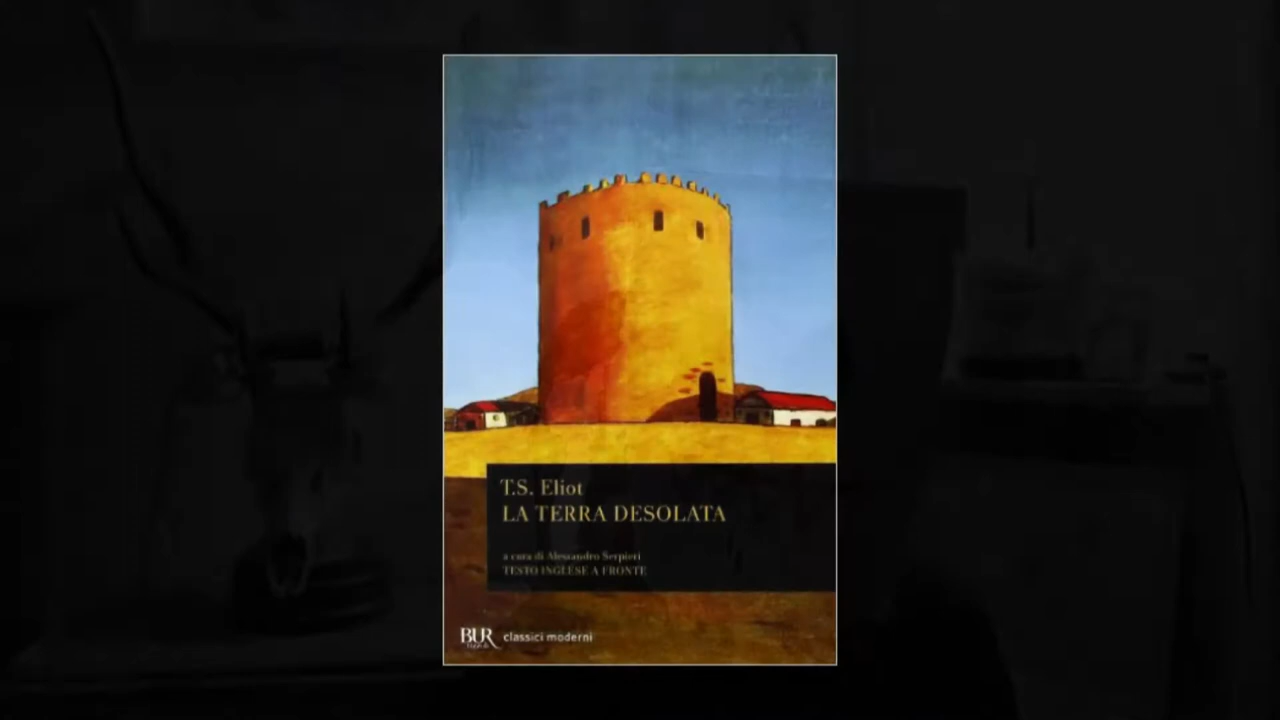 T.S. Eliot
LA TERRA DESOLATA
a cura di Alessandro Serpieri
TESTO INGLESE A FRONTE
BUR
classici moderni